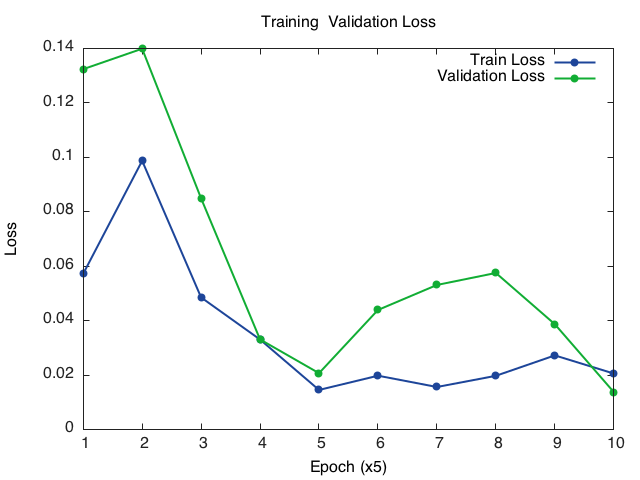 Training  Validation Loss
Train Loss
Validation Loss
0.14
0.12
0.1
0.08
0.06
0.04
0.02
0
Loss
1 2 3 4 5 6 7 8 9 10
Epoch (x5)